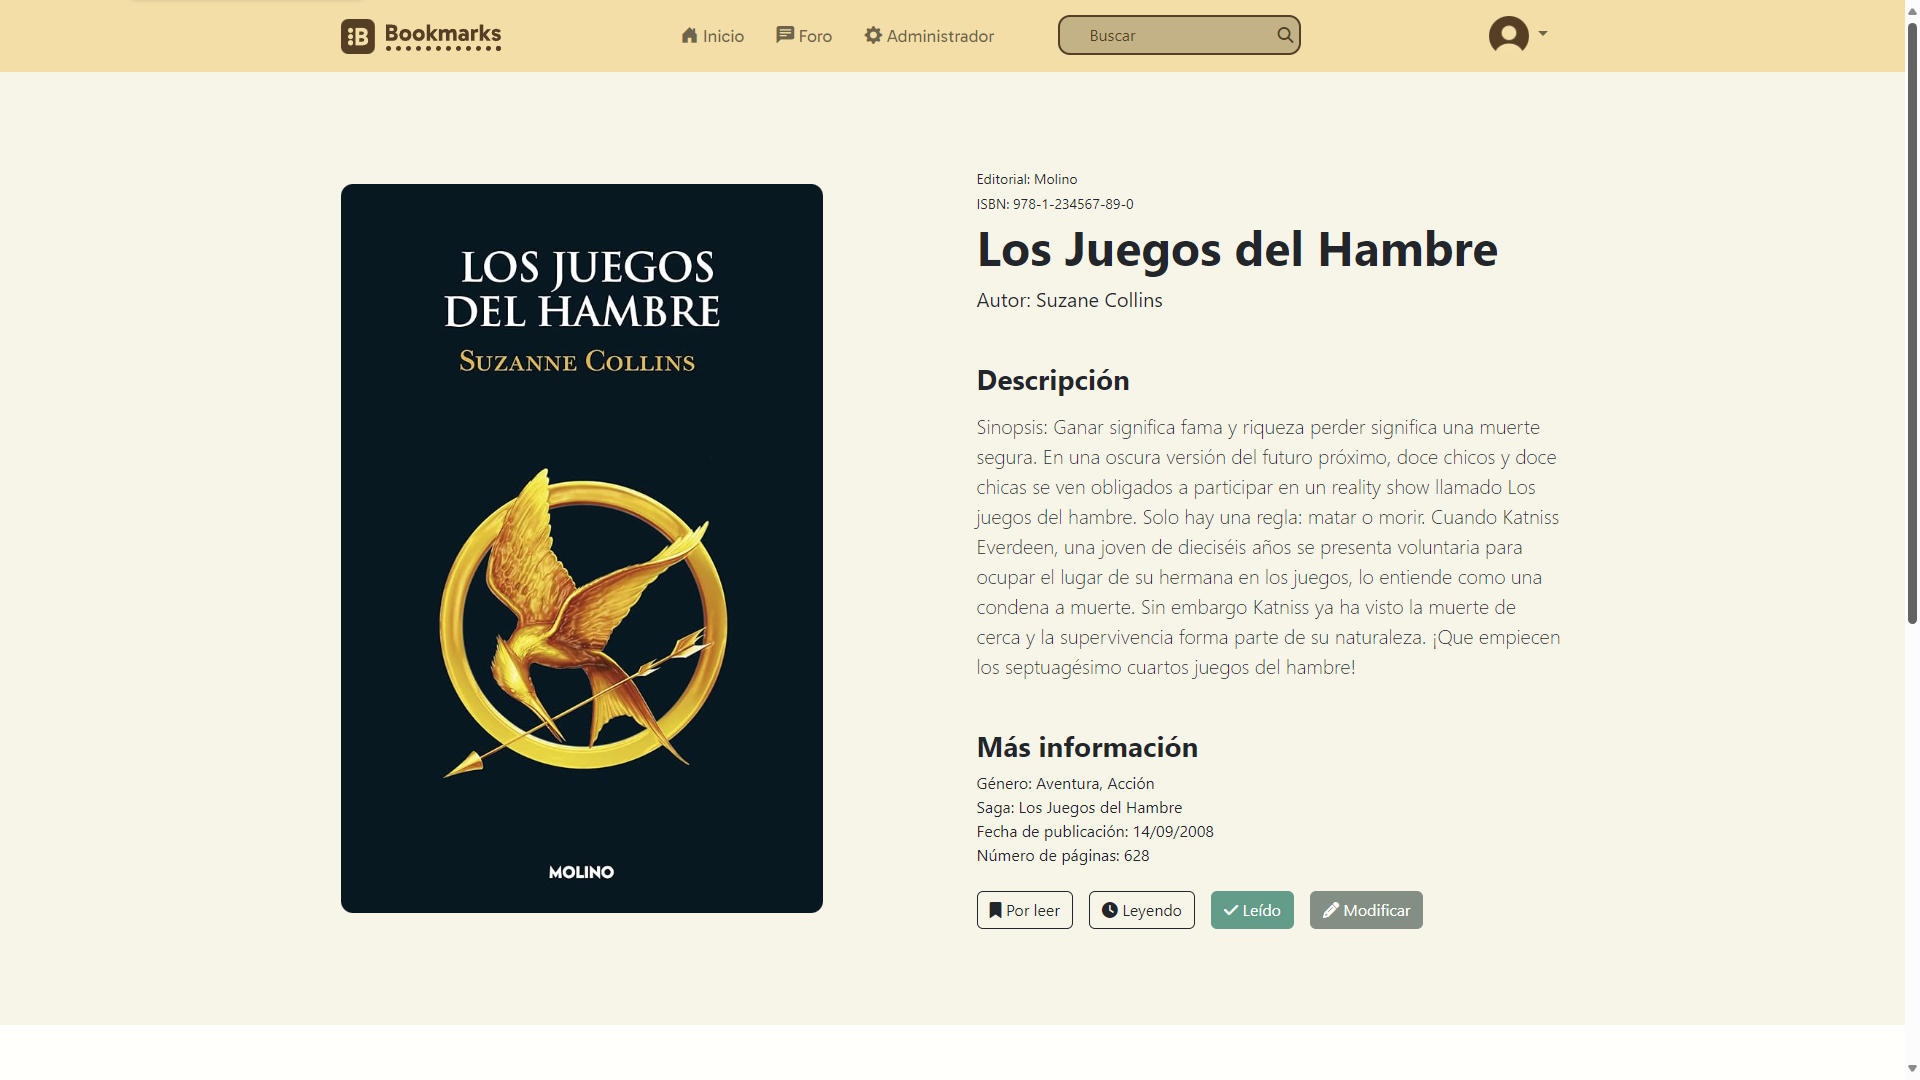 Bookmarks
Inicio
Foro
Administrador
Buscar
LOS JUEGOS
DEL HAMBRE
SUZANNE COLLINS
MOLINO
Editorial: Molino
ISBN: 978-1-234567-89-0
Los Juegos del Hambre
Autor: Suzane Collins
Descripción
Sinopsis: Ganar significa fama y riqueza perder significa una muerte
segura. En una oscura versión del futuro próximo, doce chicos y doce
chicas se ven obligados a participar en un reality show llamado Los
juegos del hambre. Solo hay una regla: matar o morir. Cuando Katniss
Everdeen, una joven de dieciséis años se presenta voluntaria para
ocupar el lugar de su hermana en los juegos, lo entiende como una
condena a muerte. Sin embargo Katniss ya ha visto la muerte de
cerca y la supervivencia forma parte de su naturaleza. ¡Que empiecen
los septuagésimo cuartos juegos del hambre!
Más información
Género: Aventura, Acción
Saga: Los Juegos del Hambre
Fecha de publicación: 14/09/2008
Número de páginas: 628
Por leer
Leyendo
Leído
Modificar